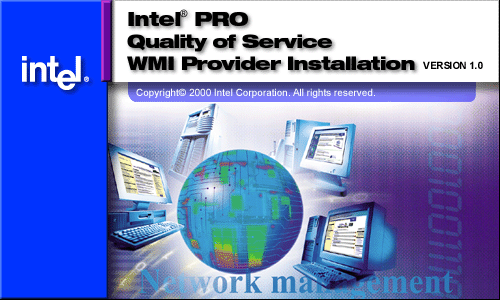 intel®
Intel® PRO
Quality of Service
WMI Provider Installation VERSION 1.0
Copyright© 2000 Intel Corporation. All rights reserved.
Network management